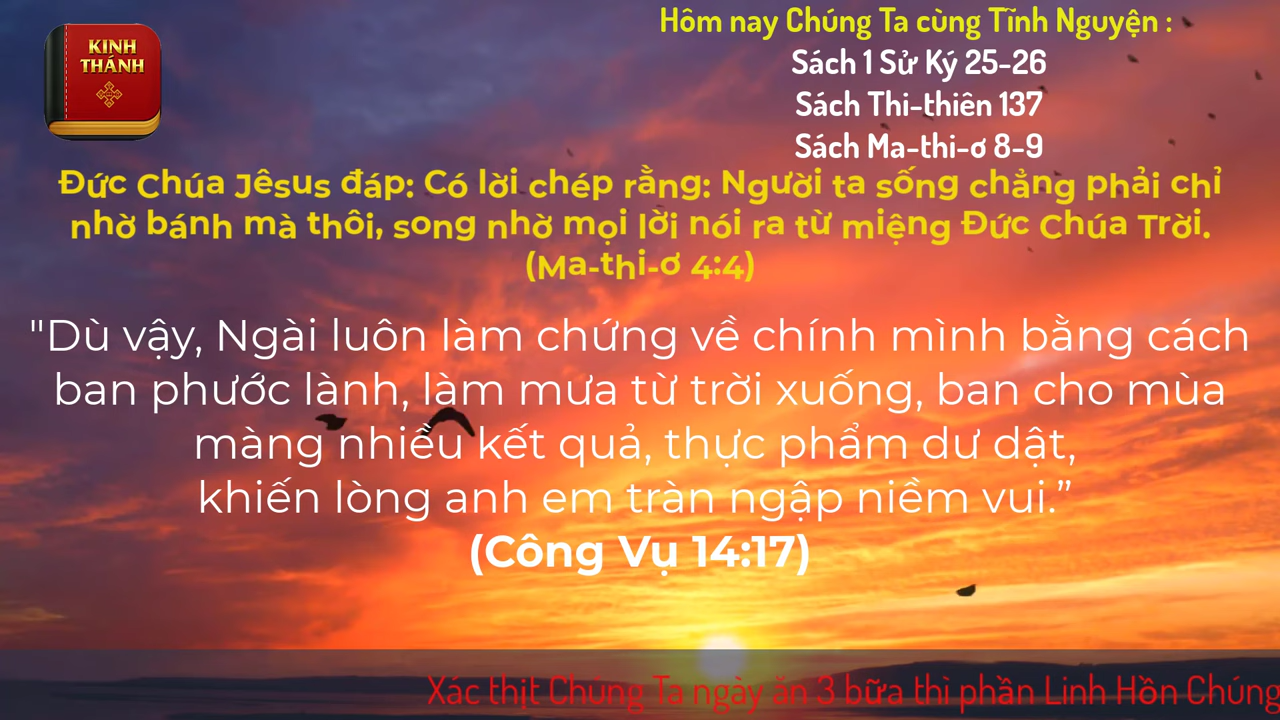 KINH
THÁNH
Hôm nay Chúng Ta cùng Tĩnh Nguyện :
Sách 1 Sử Ký 25-26
Sách Thi-thiên 137
Sách Ma-thi-ơ 8-9
Đức Chúa Jêsus đáp: Có lời chép rằng: Người ta sống chẳng phải chỉ
nhờ bánh mà thôi, song nhờ mọi lời nói ra từ miệng Đức Chúa Trời.
(Ma-thi-ơ 4:4)
"Dù vậy, Ngài luôn làm chứng về chính mình bằng cách
ban phước lành, làm mưa từ trời xuống, ban cho mùa
màng nhiều kết quả, thực phẩm dư dật,
khiến lòng anh em tràn ngập niềm vui.”
(Công Vụ 14:17)
Xác thịt Chúng Ta ngày ăn 3 bữa thì phần Linh Hồn Chúng